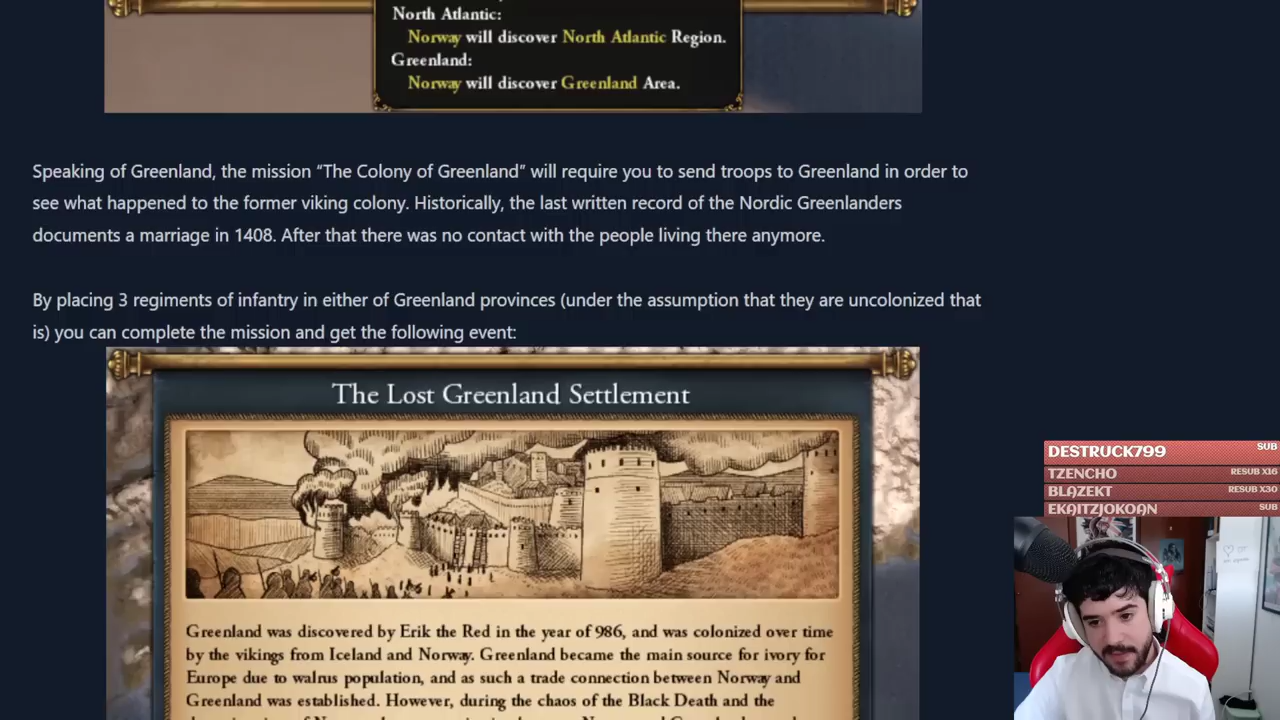 North Atlantic:
Norway will discover North Atlantic Region.
Greenland:
Norway will discover Greenland Area.
Speaking of Greenland, the mission “The Colony of Greenland” will require you to send troops to Greenland in order to
see what happened to the former viking colony. Historically, the last written record of the Nordic Greenlanders
documents a marriage in 1408. After that there was no contact with the people living there anymore.
By placing 3 regiments of infantry in either of Greenland provinces (under the assumption that they are uncolonized that
is) you can complete the mission and get the following event:
The Lost Greenland Settlement
Greenland was discovered by Erik the Red in the year of 986, and was colonized over time
by the vikings from Iceland and Norway. Greenland became the main source for ivory for
Europe due to walrus population, and as such a trade connection between Norway and
Greenland was established. However, during the chaos of the Black Death and the
DESTRUCK799 SUB
TZENCHO RESUB X16
BLAZEKT RESUB X30
EKAITZJOKOAN SUB